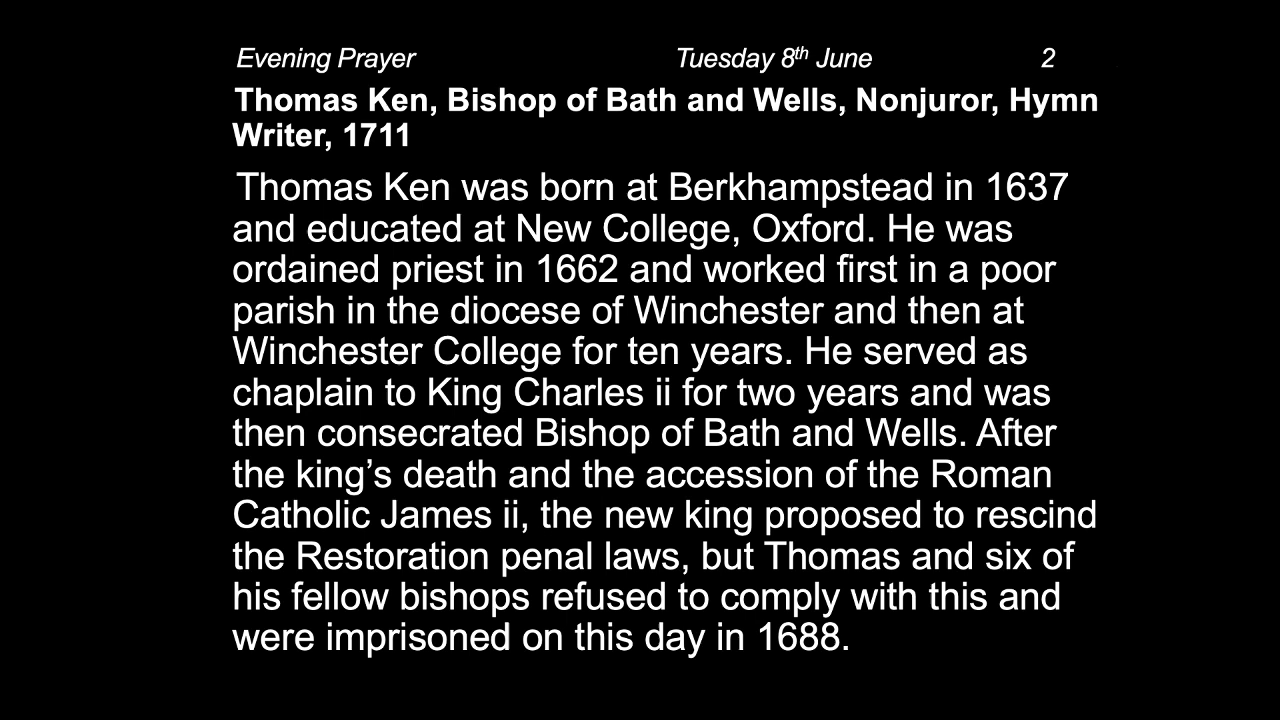 Evening Prayer Tuesday 8th June 2
Thomas Ken, Bishop of Bath and Wells, Nonjuror, Hymn
Writer, 1711
Thomas Ken was born at Berkhampstead in 1637
and educated at New College, Oxford. He was
ordained priest in 1662 and worked first in a poor
parish in the diocese of Winchester and then at
Winchester College for ten years. He served as
chaplain to King Charles ii for two years and was
then consecrated Bishop of Bath and Wells. After
the king’s death and the accession of the Roman
Catholic James ii, the new king proposed to rescind
the Restoration penal laws, but Thomas and six of
his fellow bishops refused to comply with this and
were imprisoned on this day in 1688.